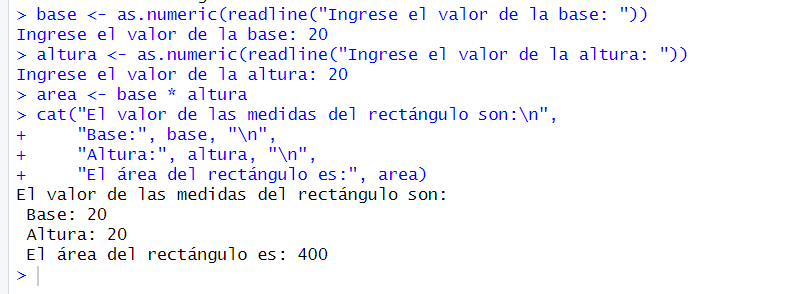 > base <- as.numeric(readline("Ingrese el valor de la base: "))
Ingrese el valor de la base: 20
> altura <- as.numeric(readline("Ingrese el valor de la altura: "))
Ingrese el valor de la altura: 20
> area <- base * altura
> cat("El valor de las medidas del rectángulo son:\n",
+     "Base:", base, "\n",
+     "Altura:", altura, "\n",
+     "El área del rectángulo es:", area)
El valor de las medidas del rectángulo son:
 Base: 20
 Altura: 20
 El área del rectángulo es: 400
>